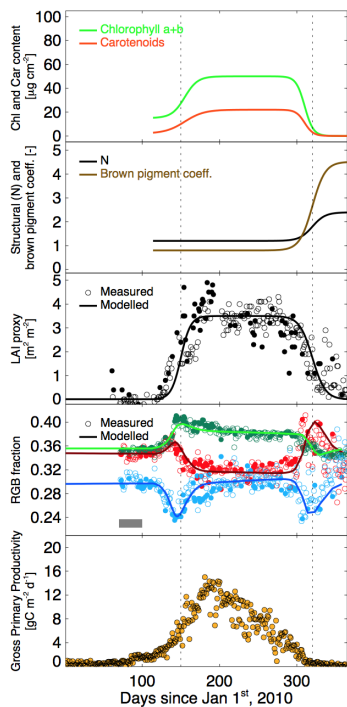 Chl and Car content
[ug cm⁻²]
100
80
60
40
20
0
Chlorophyll a+b
Carotenoids
Structural (N) and
brown pigment coeff. [-]
5
4
3
2
1
0
N
Brown pigment coeff.
LAI proxy
[m² m⁻²]
5
4
3
2
1
0
Measured
Modelled
RGB fraction
0.40
0.36
0.32
0.28
0.24
Measured
Modelled
Gross Primary Productivity
[gC m⁻² d⁻¹]
20
16
12
8
4
0
0 100 200 300
Days since Jan 1ˢᵗ, 2010